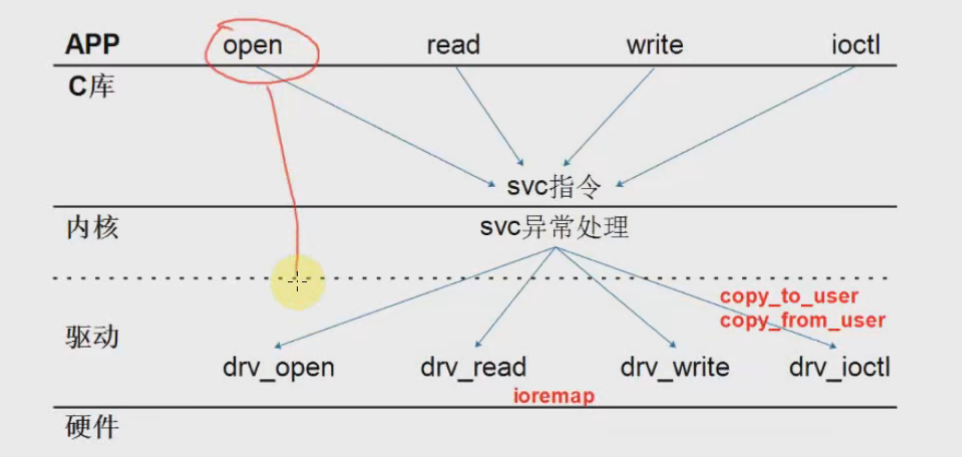 APP open read write ioctl
C库
svc指令
内核 svc异常处理
copy_to_user
copy_from_user
驱动
drv_open drv_read drv_write drv_ioctl
ioremap
硬件